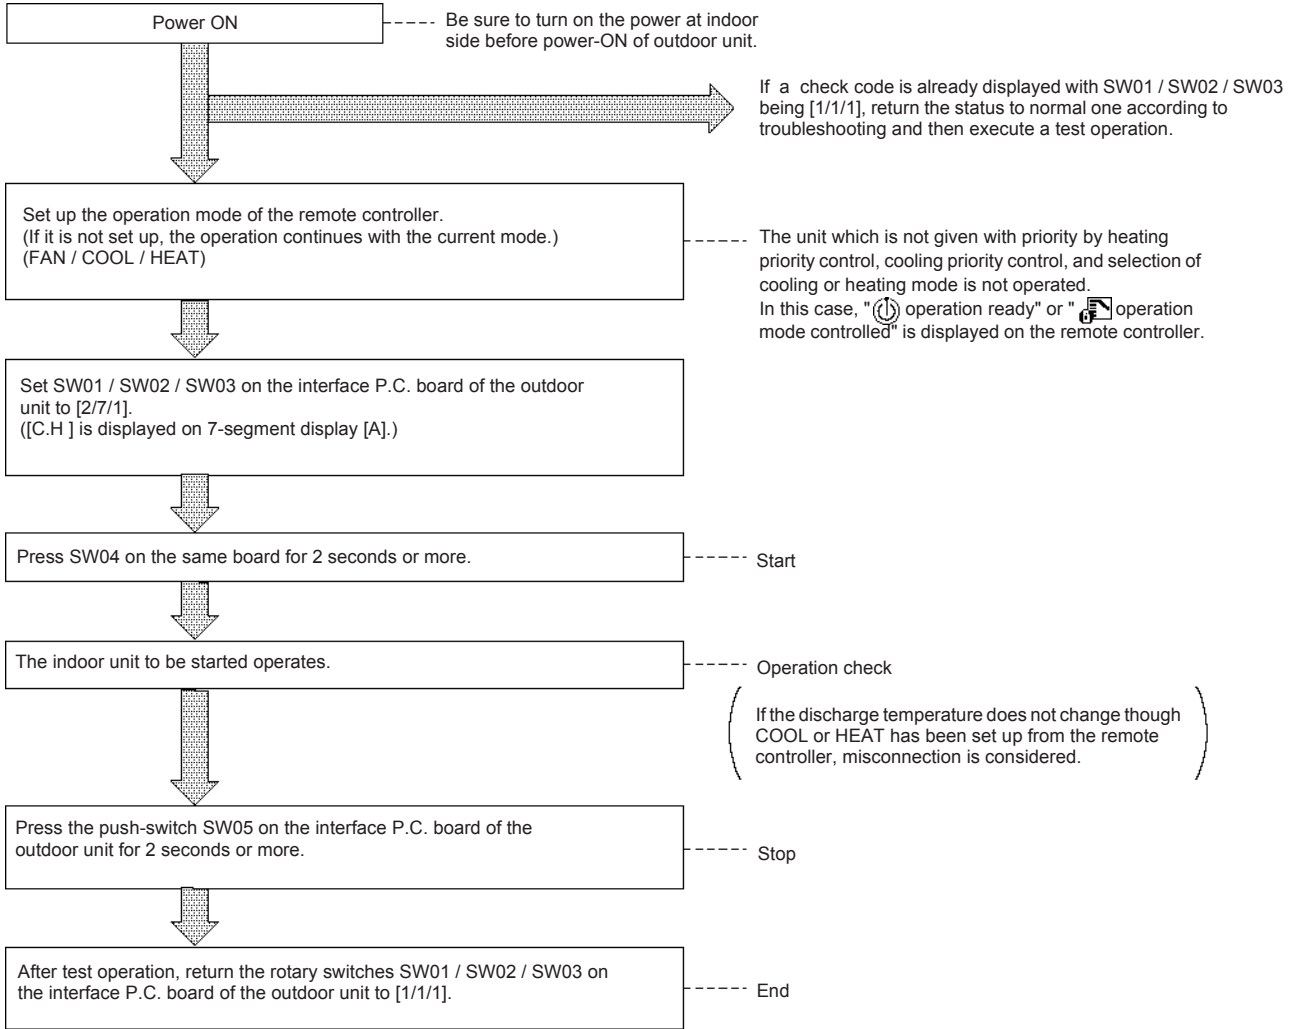 Power ON
Be sure to turn on the power at indoor
side before power-ON of outdoor unit.
If a check code is already displayed with SW01 / SW02 / SW03
being [1/1/1], return the status to normal one according to
troubleshooting and then execute a test operation.
Set up the operation mode of the remote controller.
(If it is not set up, the operation continues with the current mode.)
(FAN / COOL / HEAT)
The unit which is not given with priority by heating
priority control, cooling priority control, and selection of
cooling or heating mode is not operated.
In this case, " operation ready" or " operation
mode controlled" is displayed on the remote controller.
Set SW01 / SW02 / SW03 on the interface P.C. board of the outdoor
unit to [2/7/1].
([C.H ] is displayed on 7-segment display [A].)
Press SW04 on the same board for 2 seconds or more.
Start
The indoor unit to be started operates.
Operation check
If the discharge temperature does not change though
COOL or HEAT has been set up from the remote
controller, misconnection is considered.
Press the push-switch SW05 on the interface P.C. board of the
outdoor unit for 2 seconds or more.
Stop
After test operation, return the rotary switches SW01 / SW02 / SW03 on
the interface P.C. board of the outdoor unit to [1/1/1].
End